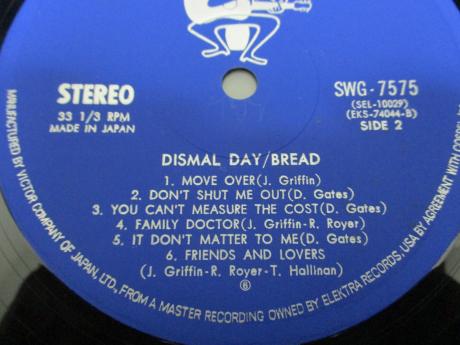 STEREO
33 1/3 RPM
MADE IN JAPAN
SWG-7575
(SEL-10029)
(EKS-74044-B)
SIDE 2
DISMAL DAY/BREAD
1. MOVE OVER(J. Griffin)
2. DON'T SHUT ME OUT(D. Gates)
3. YOU CAN'T MEASURE THE COST(D. Gates)
4. FAMILY DOCTOR(J. Griffin-R. Royer)
5. IT DON'T MATTER TO ME(D. Gates)
6. FRIENDS AND LOVERS
(J. Griffin-R. Royer-T. Hallinan)
MANUFACTURED BY VICTOR COMPANY OF JAPAN, LTD., FROM A MASTER RECORDING OWNED BY ELEKTRA RECORDS, USA BY AGREEMENT WITH